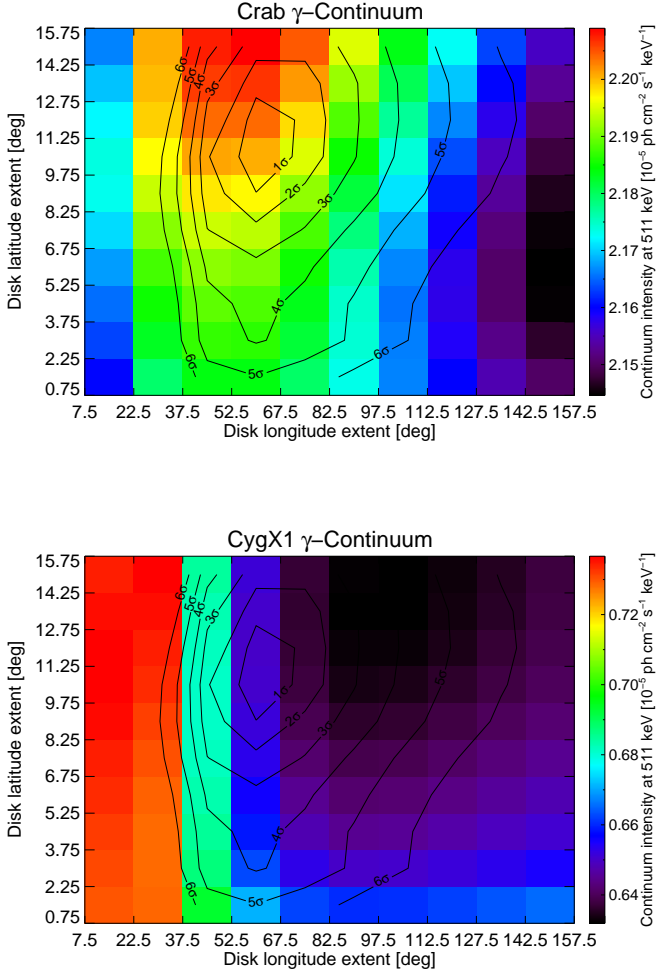 Crab γ–Continuum
15.75
14.25
12.75
11.25
9.75
8.25
6.75
5.25
3.75
2.25
0.75
Disk latitude extent [deg]
6σ
5σ
4σ
3σ
1σ
2σ
3σ
4σ
5σ
6σ
5σ
6σ
7.5 22.5 37.5 52.5 67.5 82.5 97.5 112.5 127.5 142.5 157.5
Disk longitude extent [deg]
2.20
2.19
2.18
2.17
2.16
2.15
Continuum intensity at 511 keV [10⁻⁵ ph cm⁻² s⁻¹ keV⁻¹]
CygX1 γ–Continuum
15.75
14.25
12.75
11.25
9.75
8.25
6.75
5.25
3.75
2.25
0.75
Disk latitude extent [deg]
6σ
5σ
4σ
3σ
1σ
2σ
3σ
4σ
5σ
6σ
5σ
6σ
7.5 22.5 37.5 52.5 67.5 82.5 97.5 112.5 127.5 142.5 157.5
Disk longitude extent [deg]
0.72
0.70
0.68
0.66
0.64
Continuum intensity at 511 keV [10⁻⁵ ph cm⁻² s⁻¹ keV⁻¹]